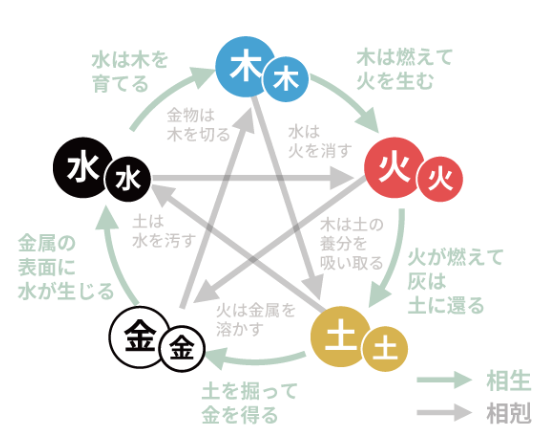 水は木を
育てる
木
木
木は燃えて
火を生む
金物は
木を切る
水は
火を消す
水
水
火
火
土は
水を汚す
木は土の
養分を
吸い取る
金属の
表面に
水が生じる
火が燃えて
灰は
土に還る
火は金属を
溶かす
金
金
土
土
土を掘って
金を得る
相生
相剋